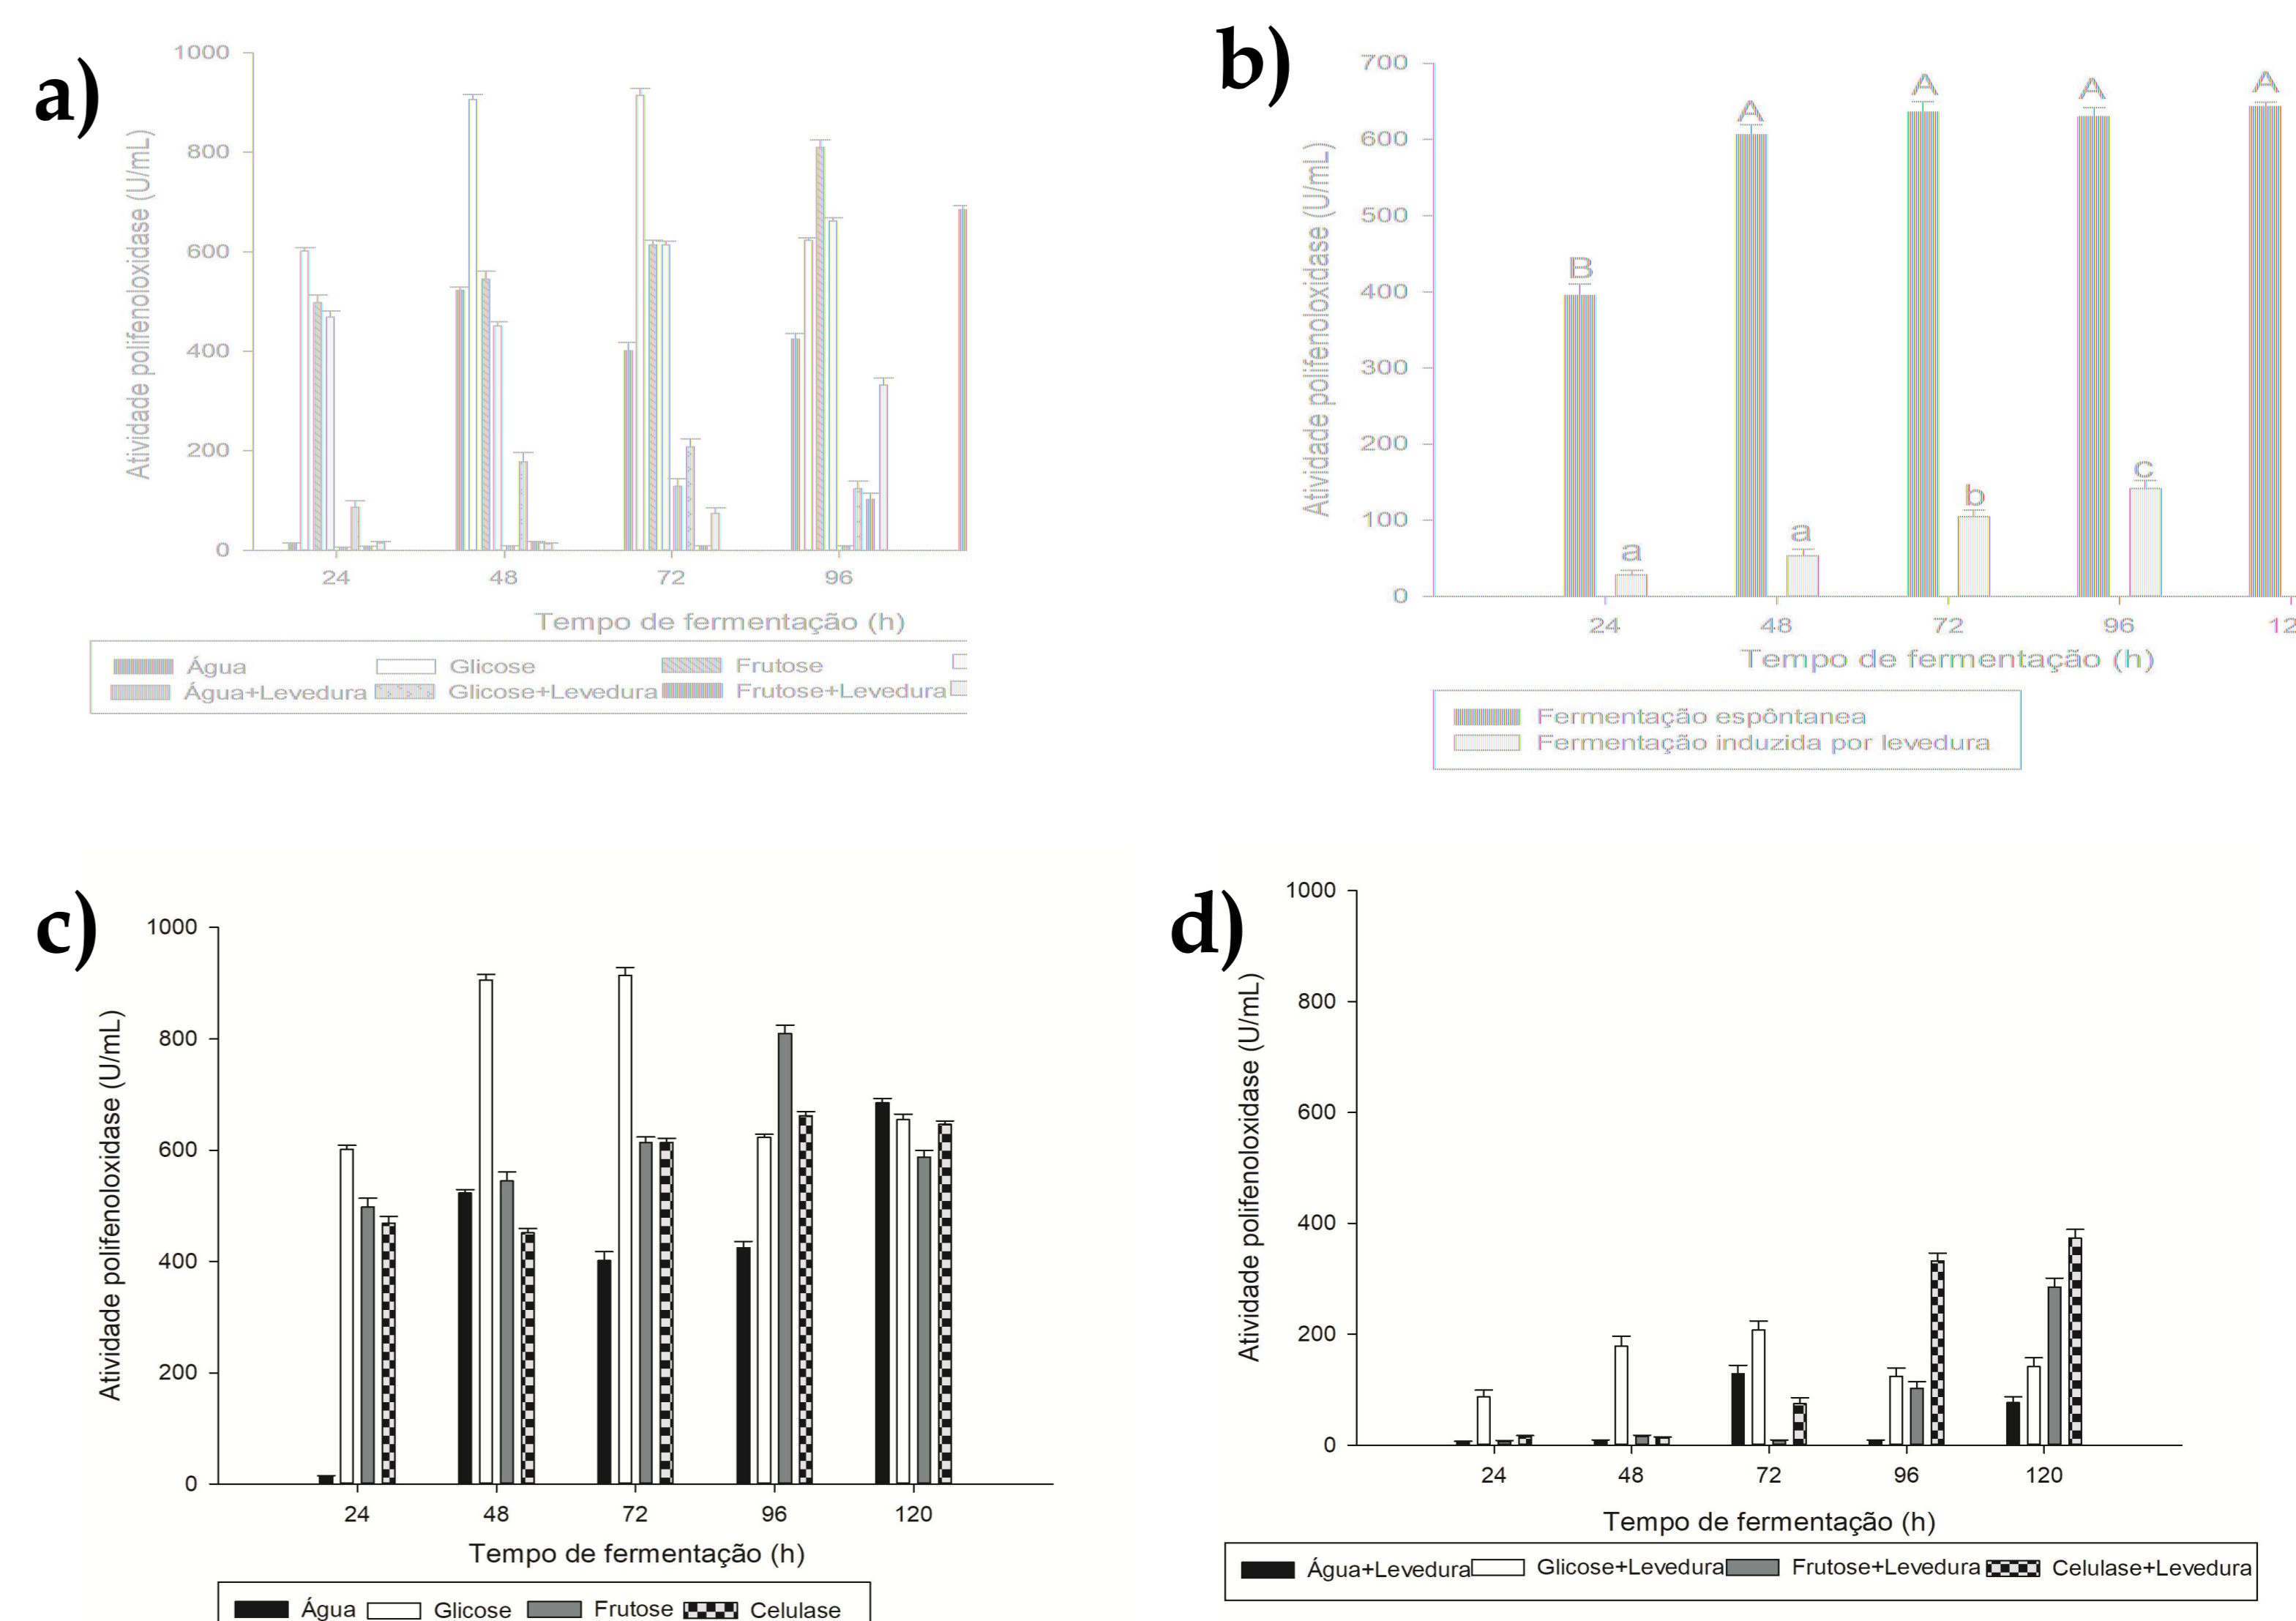 a)
1000
800
600
400
200
0
Atividade polifenoloxidase (U/mL)
24 48 72 96
Tempo de fermentação (h)
Água Glicose Frutose
Água+Levedura Glicose+Levedura Frutose+Levedura
b)
700
600
500
400
300
200
100
0
Atividade polifenoloxidase (U/mL)
B a A a A b A c A
24 48 72 96 12
Tempo de fermentação (h)
Fermentação espôntanea
Fermentação induzida por levedura
c)
1000
800
600
400
200
0
Atividade polifenoloxidase (U/mL)
24 48 72 96 120
Tempo de fermentação (h)
Água Glicose Frutose Celulase
d)
1000
800
600
400
200
0
Atividade polifenoloxidase (U/mL)
24 48 72 96 120
Tempo de fermentação (h)
Água+Levedura Glicose+Levedura Frutose+Levedura Celulase+Levedura